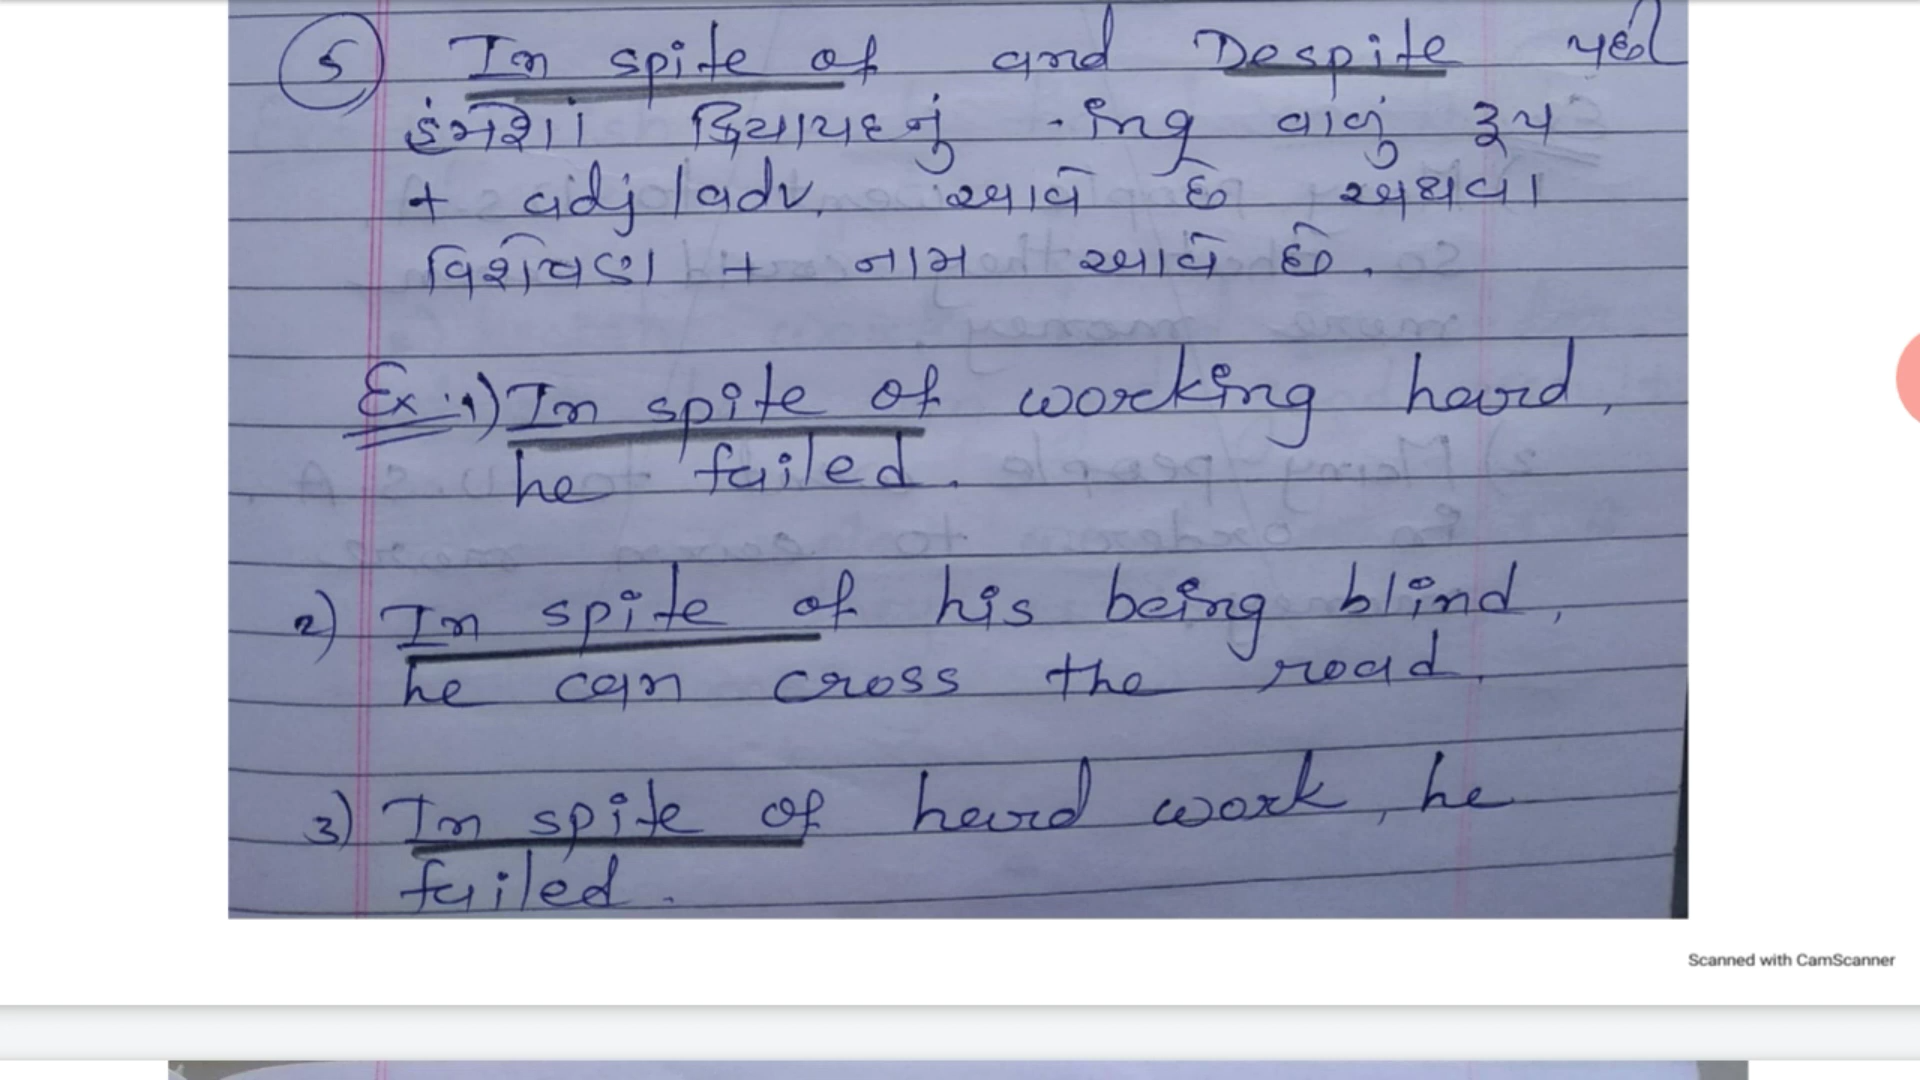 5 In spite of and Despite પછી
હંમેશાં ક્રિયાપદનું -ing વાળું રૂપ
+ adj/adv. આવે છે અથવા
વિશેષણ + નામ આવે છે.
Ex:1) In spite of working hard,
he failed.
2) In spite of his being blind,
he can cross the road.
3) In spite of hard work, he
failed.
Scanned with CamScanner